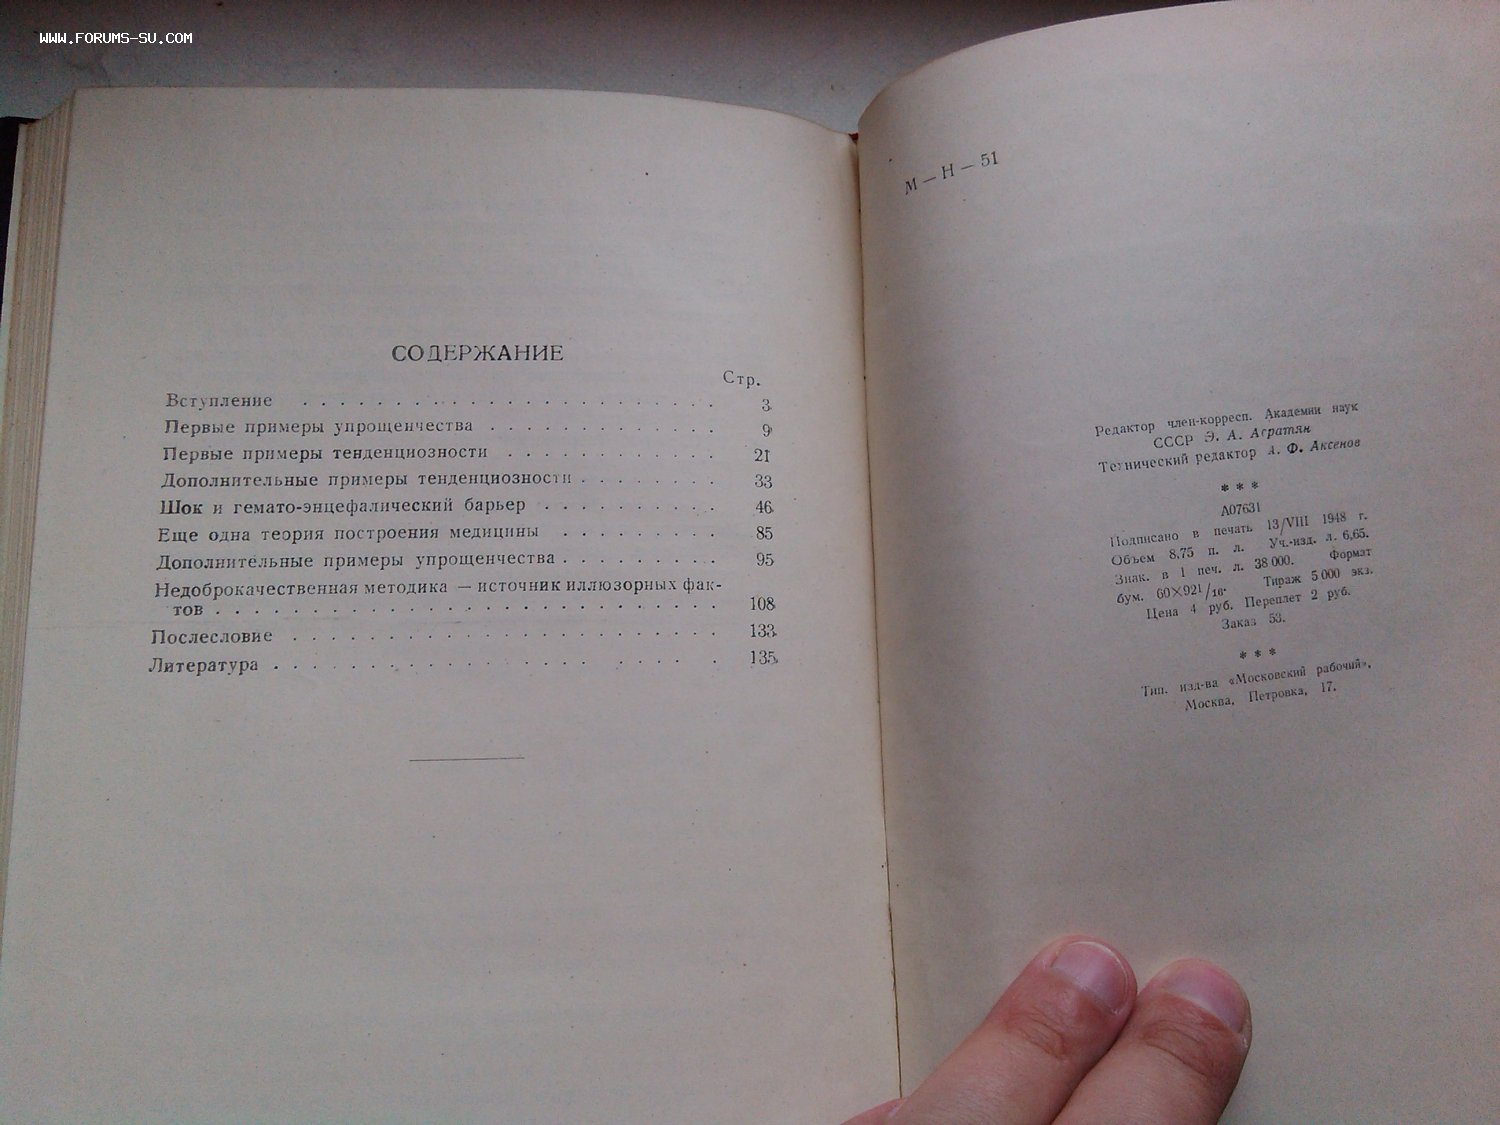 www.forums-su.com
СОДЕРЖАНИЕ
Стр.
Вступление . . . . . . . . . . . . . . . . . . . . . . . 3
Первые примеры упрощенчества . . . . . . . . . . . . 9
Первые примеры тенденциозности . . . . . . . . . . . 21
Дополнительные примеры тенденциозности . . . . . . . 33
Шок и гемато-энцефалический барьер . . . . . . . . . 46
Еще одна теория построения медицины . . . . . . . . 85
Дополнительные примеры упрощенчества . . . . . . . . 95
Недоброкачественная методика — источник иллюзорных фак-
тов . . . . . . . . . . . . . . . . . . . . . . . . 108
Послесловие . . . . . . . . . . . . . . . . . . . . . 133
Литература . . . . . . . . . . . . . . . . . . . . 135
М — Н — 51
Редактор член-корресп. Академии наук
СССР Э. А. Асратян
Технический редактор А. Ф. Аксенов
* * *
А07631
Подписано в печать 13/VIII 1948 г.
Объем 8,75 п. л. Уч.-изд. л. 6,65.
Знак. в 1 печ. л. 38 000. Формат
бум. 60×92 1/16. Тираж 5 000 экз.
Цена 4 руб. Переплет 2 руб.
Заказ 53.
* * *
Тип. изд-ва «Московский рабочий»,
Москва, Петровка, 17.